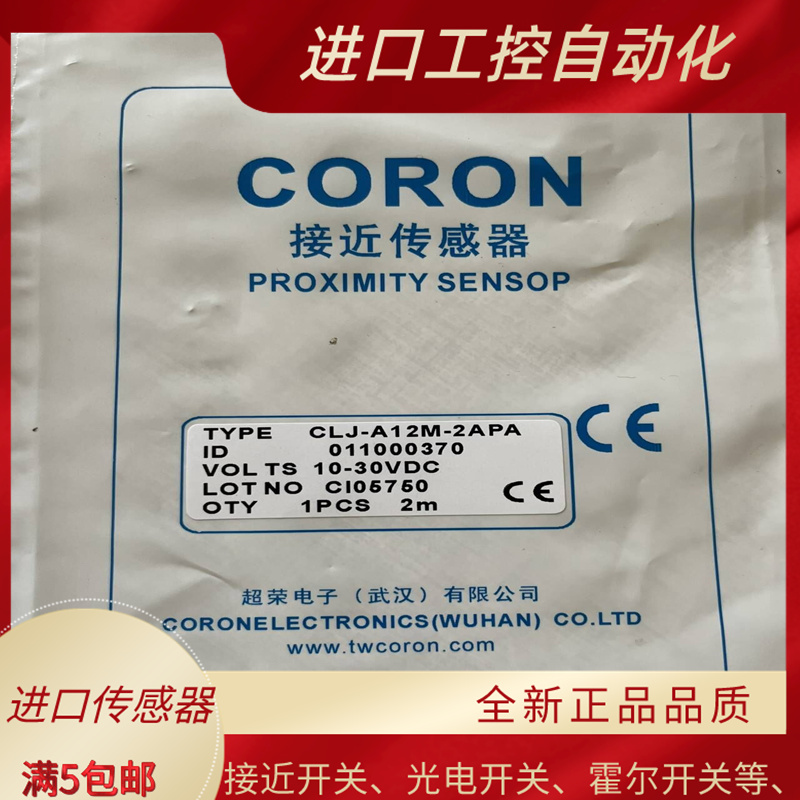 进口工控自动化
CORON
接近传感器
PROXIMITY SENSOP
CE
TYPE CLJ-A12M-2APA
ID 011000370
VOLTS 10-30VDC
LOT NO CI05750
QTY 1PCS 2m
CE
超荣电子（武汉）有限公司
CORONELECTRONICS(WUHAN) CO.LTD
www.twcoron.com
进口传感器
全新正品品质
满5包邮
接近开关、光电开关、霍尔开关等、